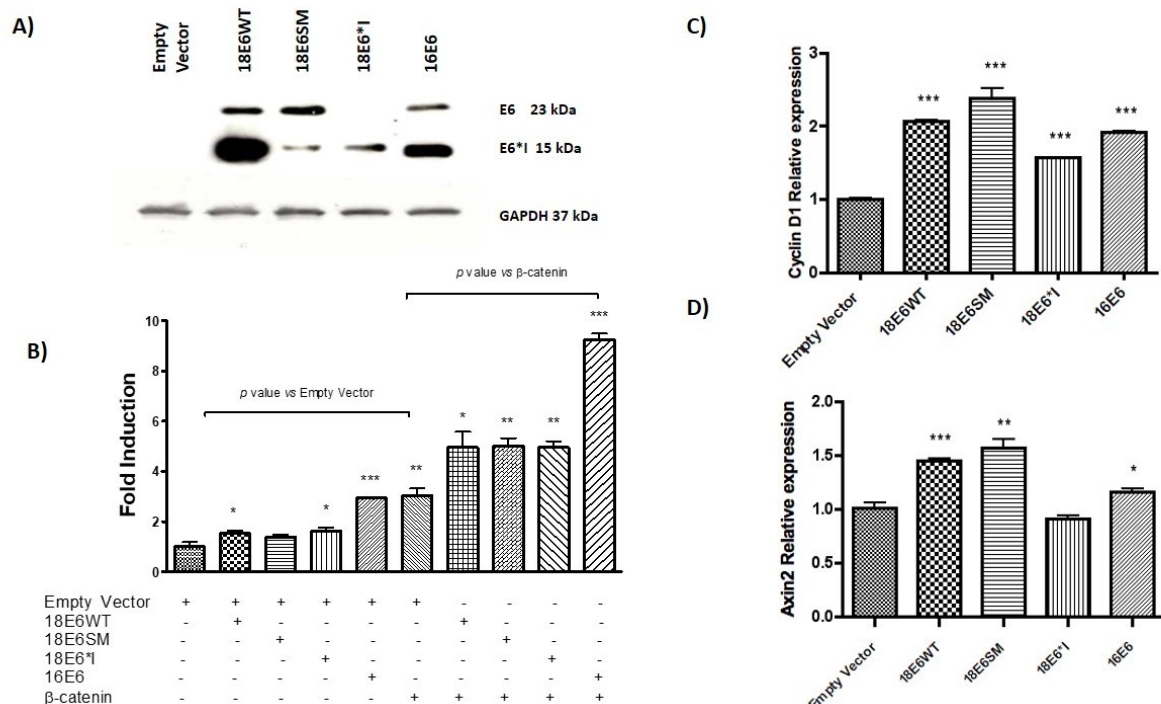 A)
Empty
Vector
18E6WT
18E6SM
18E6*I
16E6
E6 23 kDa
E6*I 15 kDa
GAPDH 37 kDa
B)
p value vs β-catenin
p value vs Empty Vector
Fold Induction
10
8
6
4
2
0
* * *** ** * ** ** ***
Empty Vector + + + + + + - - - -
18E6WT - + - - - - + - - -
18E6SM - - + - - - - + - -
18E6*I - - - + - - - - + -
16E6 - - - - + - - - - +
β-catenin - - - - - + + + + +
C)
Cyclin D1 Relative expression
3
2
1
0
*** *** *** ***
Empty Vector
18E6WT
18E6SM
18E6*I
16E6
D)
Axin2 Relative expression
2.0
1.5
1.0
0.5
0.0
*** ** *
Empty Vector
18E6WT
18E6SM
18E6*I
16E6